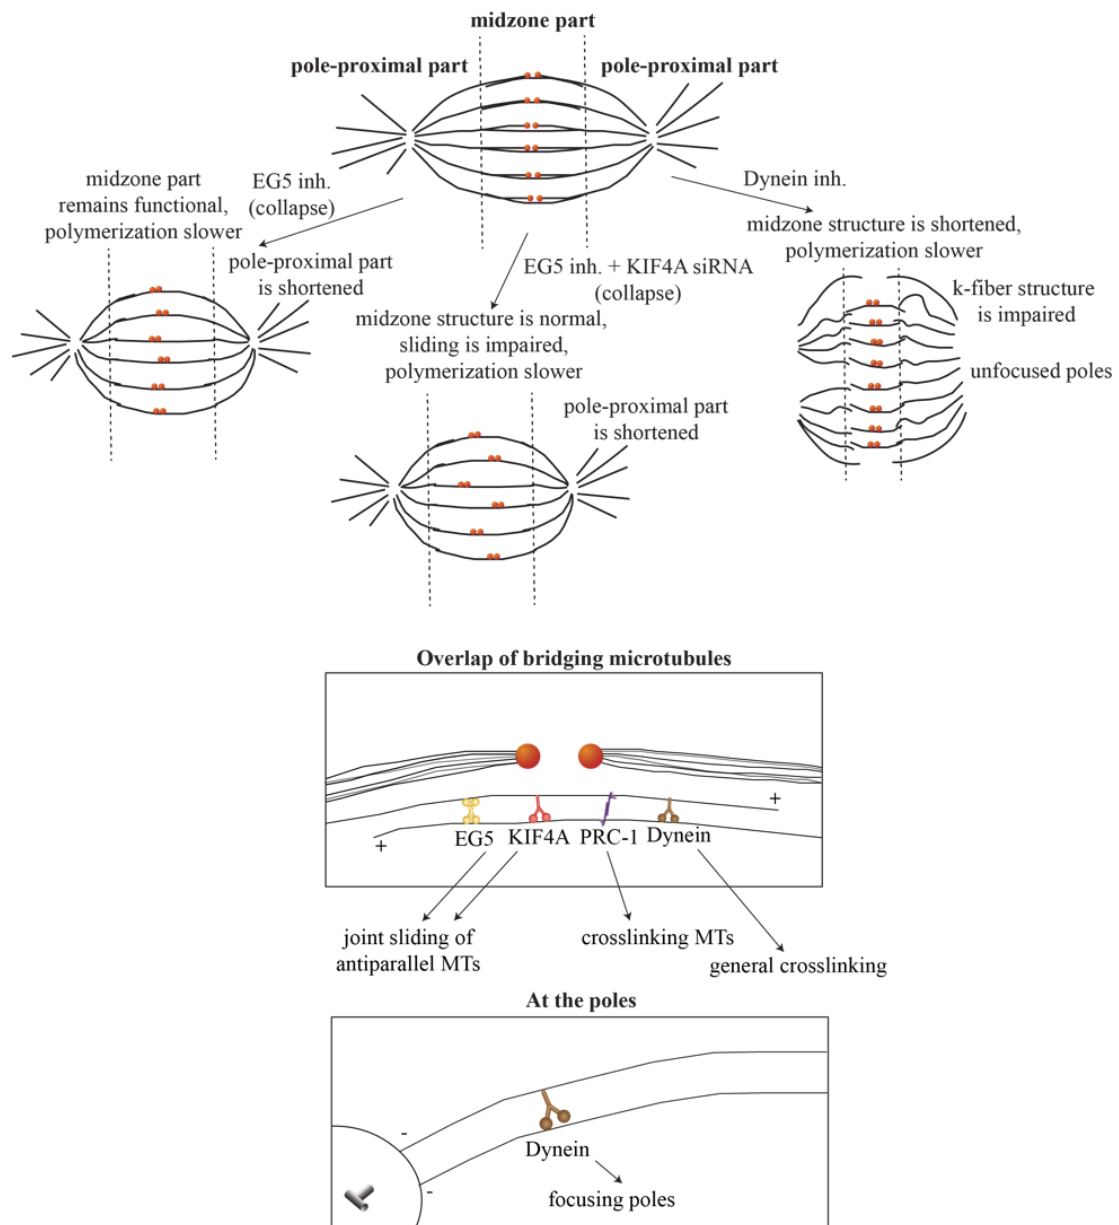 midzone part
pole-proximal part
pole-proximal part
midzone part
remains functional,
polymerization slower
EG5 inh.
(collapse)
Dynein inh.
midzone structure is shortened,
polymerization slower
pole-proximal part
is shortened
EG5 inh. + KIF4A siRNA
(collapse)
k-fiber structure
is impaired
midzone structure is normal,
sliding is impaired,
polymerization slower
unfocused poles
pole-proximal part
is shortened
Overlap of bridging microtubules
+
+
EG5
KIF4A
PRC-1
Dynein
joint sliding of
antiparallel MTs
crosslinking MTs
general crosslinking
At the poles
-
Dynein
-
focusing poles